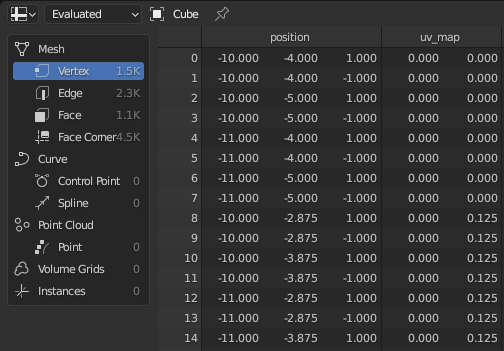 Evaluated Cube
Mesh
Vertex 1.5K
Edge 2.3K
Face 1.1K
Face Corner 4.5K
Curve
Control Point 0
Spline 0
Point Cloud
Point 0
Volume Grids 0
Instances 0
position uv_map
0 -10.000 -4.000 1.000 0.000 0.000
1 -10.000 -4.000 -1.000 0.000 0.000
2 -10.000 -5.000 1.000 0.000 0.000
3 -10.000 -5.000 -1.000 0.000 0.000
4 -11.000 -4.000 1.000 0.000 0.000
5 -11.000 -4.000 -1.000 0.000 0.000
6 -11.000 -5.000 1.000 0.000 0.000
7 -11.000 -5.000 -1.000 0.000 0.000
8 -10.000 -2.875 1.000 0.000 0.125
9 -10.000 -2.875 -1.000 0.000 0.125
10 -10.000 -3.875 1.000 0.000 0.125
11 -10.000 -3.875 -1.000 0.000 0.125
12 -11.000 -2.875 1.000 0.000 0.125
13 -11.000 -2.875 -1.000 0.000 0.125
14 -11.000 -3.875 1.000 0.000 0.125